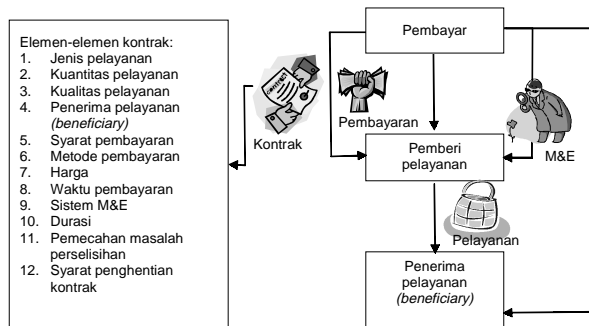 Elemen-elemen kontrak:
1. Jenis pelayanan
2. Kuantitas pelayanan
3. Kualitas pelayanan
4. Penerima pelayanan
(beneficiary)
5. Syarat pembayaran
6. Metode pembayaran
7. Harga
8. Waktu pembayaran
9. Sistem M&E
10. Durasi
11. Pemecahan masalah
perselisihan
12. Syarat penghentian
kontrak
Contract
Kontrak
Pembayar
Pembayaran
Pemberi
pelayanan
M&E
Pelayanan
Penerima
pelayanan
(beneficiary)